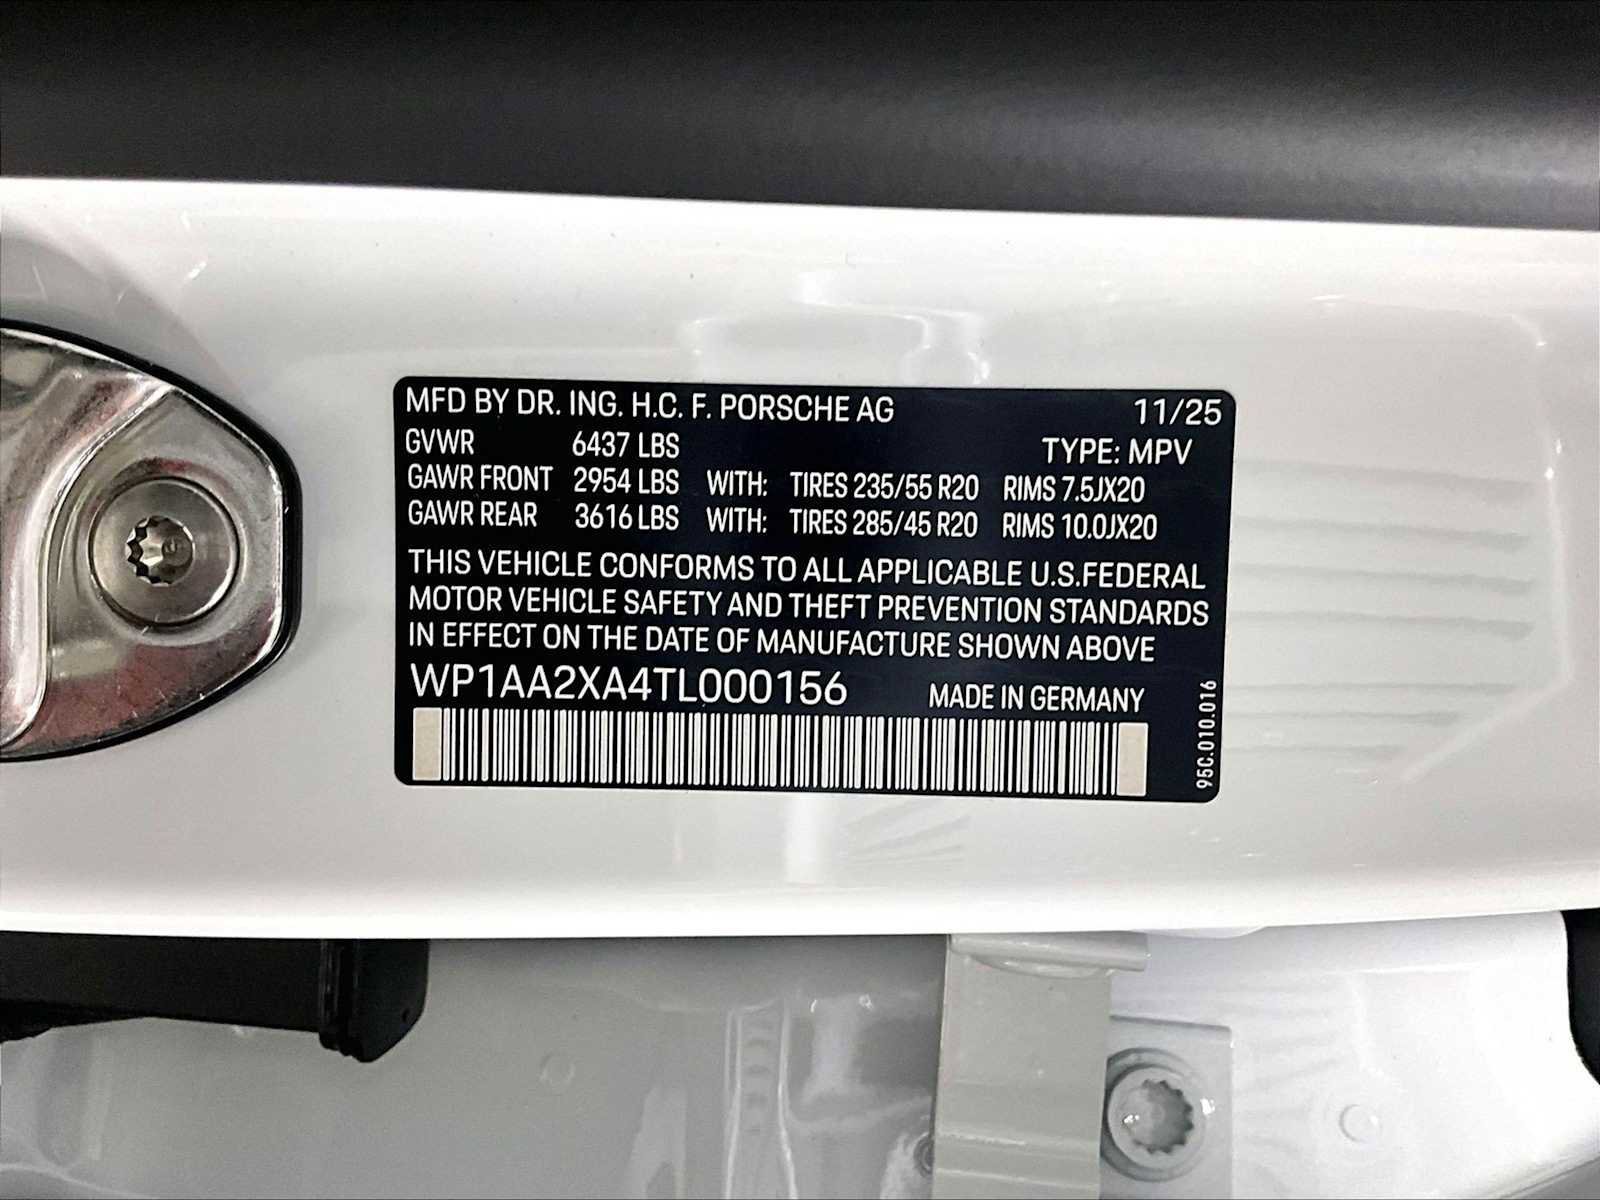 MFD BY DR. ING. H.C. F. PORSCHE AG 11/25
GVWR 6437 LBS TYPE: MPV
GAWR FRONT 2954 LBS WITH: TIRES 235/55 R20 RIMS 7.5JX20
GAWR REAR 3616 LBS WITH: TIRES 285/45 R20 RIMS 10.0JX20
THIS VEHICLE CONFORMS TO ALL APPLICABLE U.S.FEDERAL
MOTOR VEHICLE SAFETY AND THEFT PREVENTION STANDARDS
IN EFFECT ON THE DATE OF MANUFACTURE SHOWN ABOVE
WP1AA2XA4TL000156 MADE IN GERMANY
95C.010.016